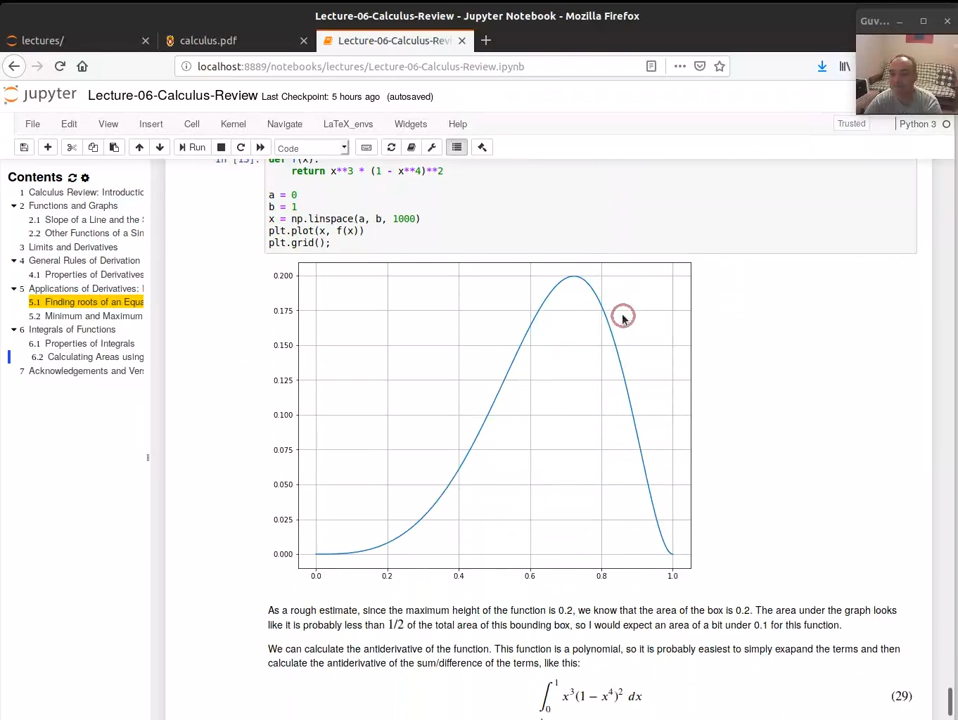 Lecture-06-Calculus-Review - Jupyter Notebook - Mozilla Firefox
Guv...
lectures/
calculus.pdf
Lecture-06-Calculus-Revi
localhost:8889/notebooks/lectures/Lecture-06-Calculus-Review.ipynb
jupyter Lecture-06-Calculus-Review Last Checkpoint: 5 hours ago (autosaved)
File Edit View Insert Cell Kernel Navigate LaTeX_envs Widgets Help
Trusted Python 3
Run Code
Contents
1 Calculus Review: Introductic
2 Functions and Graphs
2.1 Slope of a Line and the
2.2 Other Functions of a Sin
3 Limits and Derivatives
4 General Rules of Derivation
4.1 Properties of Derivatives
5 Applications of Derivatives:
5.1 Finding roots of an Equa
5.2 Minimum and Maximum
6 Integrals of Functions
6.1 Properties of Integrals
6.2 Calculating Areas using
7 Acknowledgements and Ver
In [15]: def f(x):
return x**3 * (1 - x**4)**2
a = 0
b = 1
x = np.linspace(a, b, 1000)
plt.plot(x, f(x))
plt.grid();
0.200
0.175
0.150
0.125
0.100
0.075
0.050
0.025
0.000
0.0 0.2 0.4 0.6 0.8 1.0
As a rough estimate, since the maximum height of the function is 0.2, we know that the area of the box is 0.2. The area under the graph looks
like it is probably less than 1/2 of the total area of this bounding box, so I would expect an area of a bit under 0.1 for this function.
We can calculate the antiderivative of the function. This function is a polynomial, so it is probably easiest to simply exapand the terms and then
calculate the antiderivative of the sum/difference of the terms, like this:
∫₀¹ x³(1 − x⁴)² dx (29)